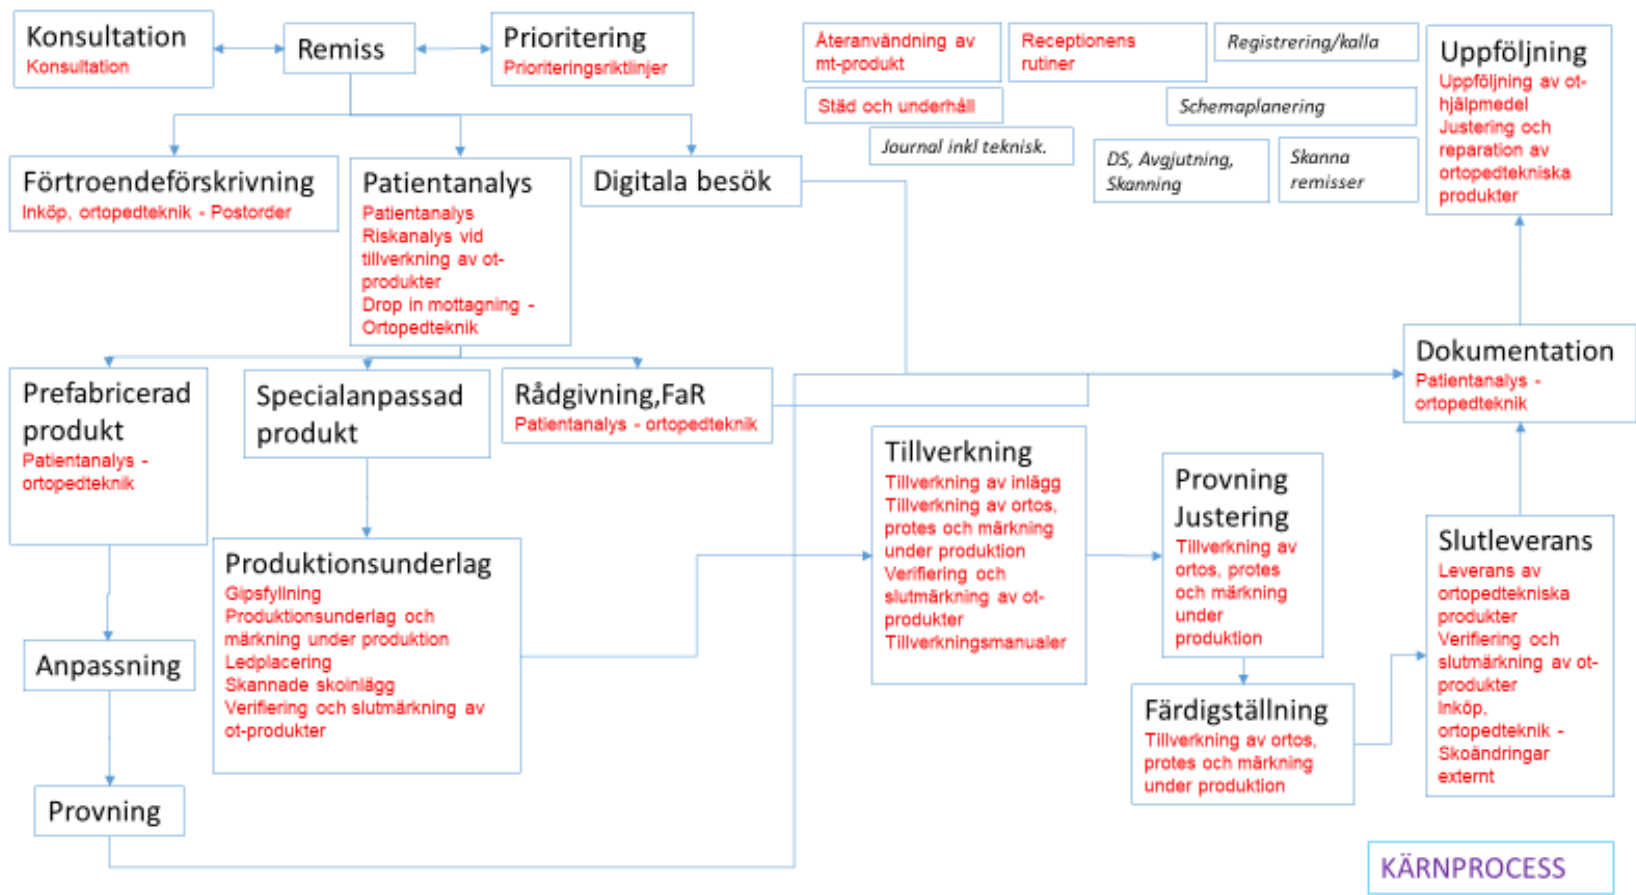 Konsultation
Konsultation
Remiss
Prioritering
Prioriteringsriktlinjer
Återanvändning av
mt-produkt
Receptionens
rutiner
Registrering/kalla
Städ och underhåll
Schemaplanering
Journal inkl teknisk.
DS, Avgjutning,
Skanning
Skanna
remisser
Uppföljning
Uppföljning av ot-
hjälpmedel
Justering och
reparation av
ortopedtekniska
produkter
Förtroendeförskrivning
Inköp, ortopedteknik - Postorder
Patientanalys
Patientanalys
Riskanalys vid
tillverkning av ot-
produkter
Drop in mottagning -
Ortopedteknik
Digitala besök
Prefabricerad
produkt
Patientanalys -
ortopedteknik
Specialanpassad
produkt
Rådgivning,FaR
Patientanalys - ortopedteknik
Dokumentation
Patientanalys -
ortopedteknik
Produktionsunderlag
Gipsfyllning
Produktionsunderlag och
märkning under produktion
Ledplacering
Skannade skoinlägg
Verifiering och slutmärkning av
ot-produkter
Tillverkning
Tillverkning av inlägg
Tillverkning av ortos,
protes och märkning
under produktion
Verifiering och
slutmärkning av ot-
produkter
Tillverkningsmanualer
Provning
Justering
Tillverkning av
ortos, protes
och märkning
under
produktion
Slutleverans
Leverans av
ortopedtekniska
produkter
Verifiering och
slutmärkning av ot-
produkter
Inköp,
ortopedteknik -
Skoändringar
externt
Anpassning
Färdigställning
Tillverkning av ortos,
protes och märkning
under produktion
Provning
KÄRNPROCESS